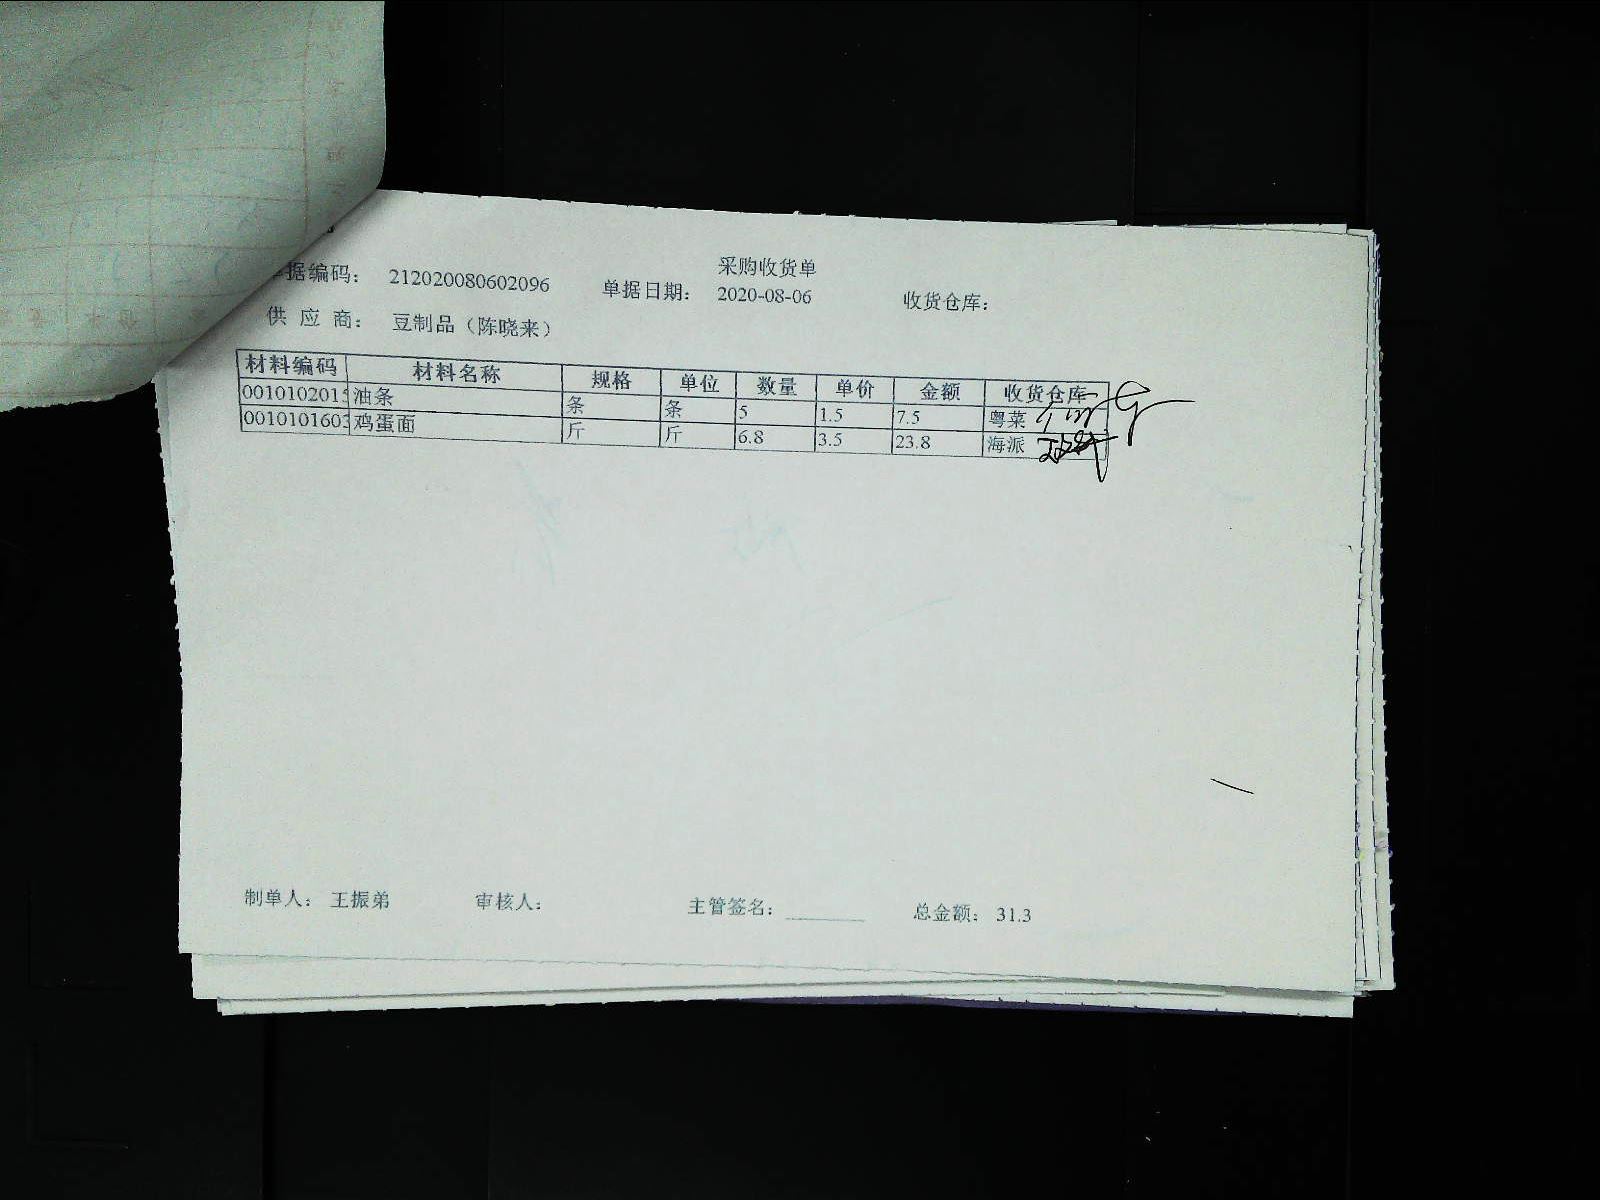 采购收货单
据编码： 212020080602096 单据日期： 2020-08-06 收货仓库：
供 应 商： 豆制品（陈晓来）
材料编码 材料名称 规格 单位 数量 单价 金额 收货仓库
001010201 油条 条 条 5 1.5 7.5 粤菜
001010160 鸡蛋面 斤 斤 6.8 3.5 23.8 海派
制单人： 王振弟 审核人： 主管签名： 总金额： 31.3